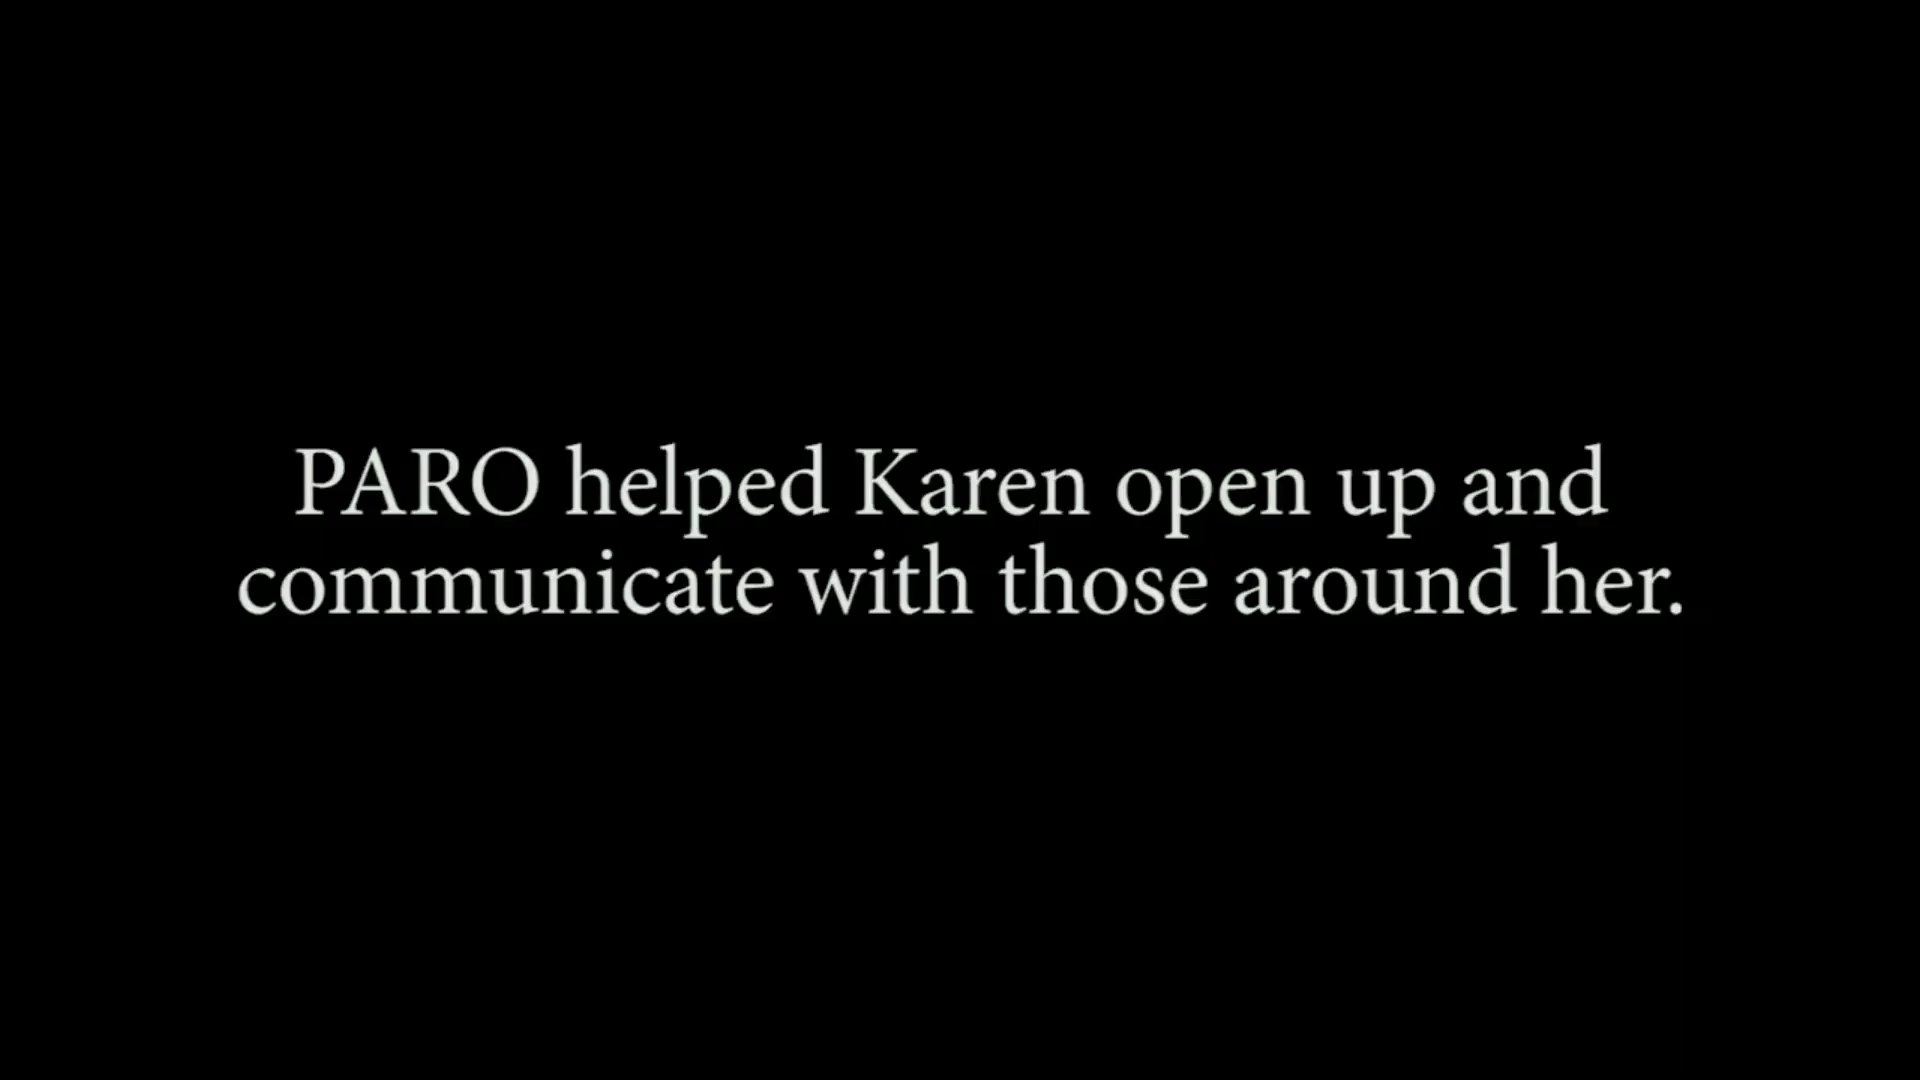 PARO helped Karen open up and
communicate with those around her.